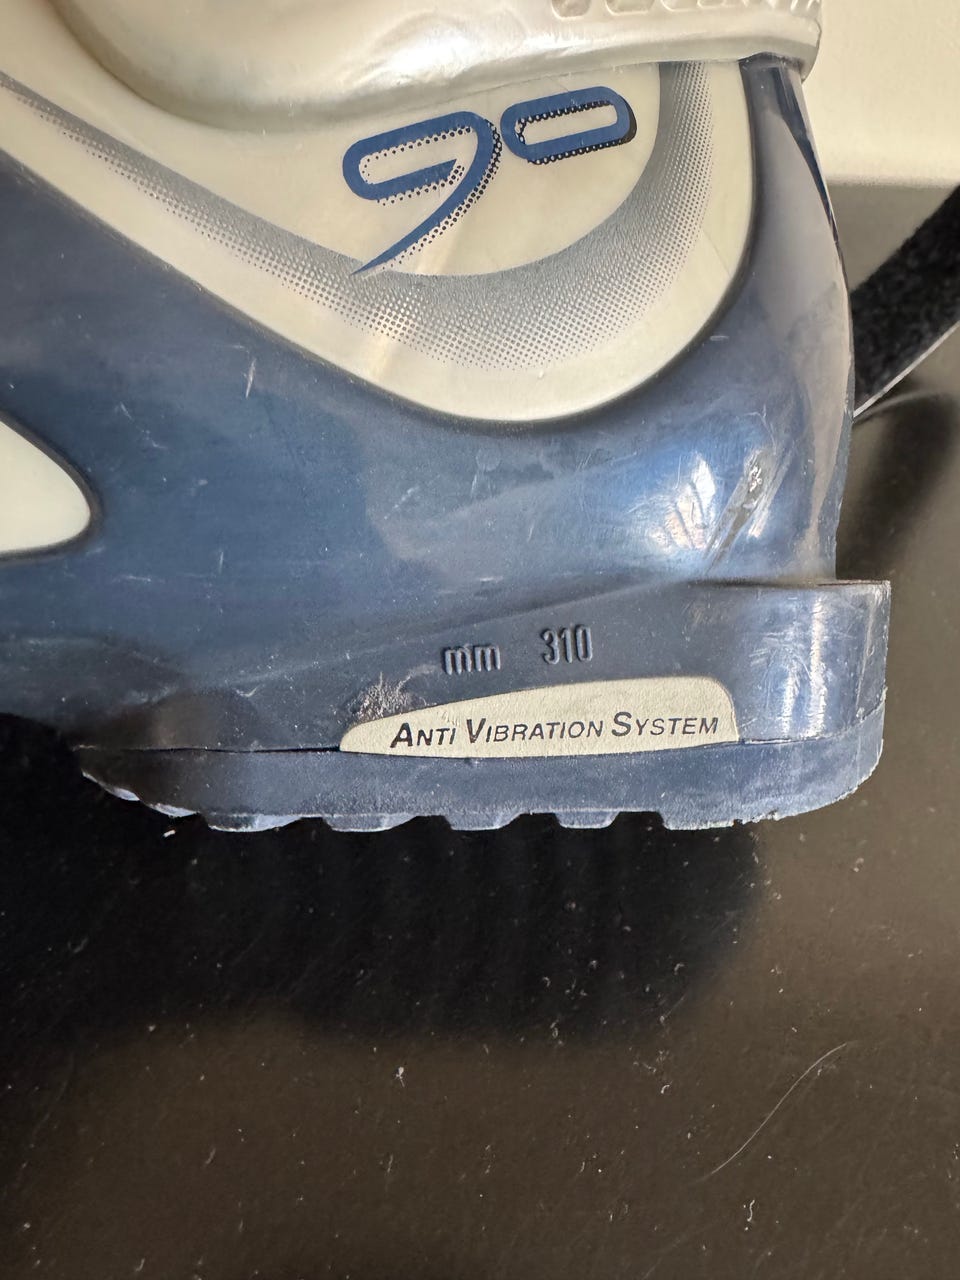 90
mm 310
ANTI VIBRATION SYSTEM